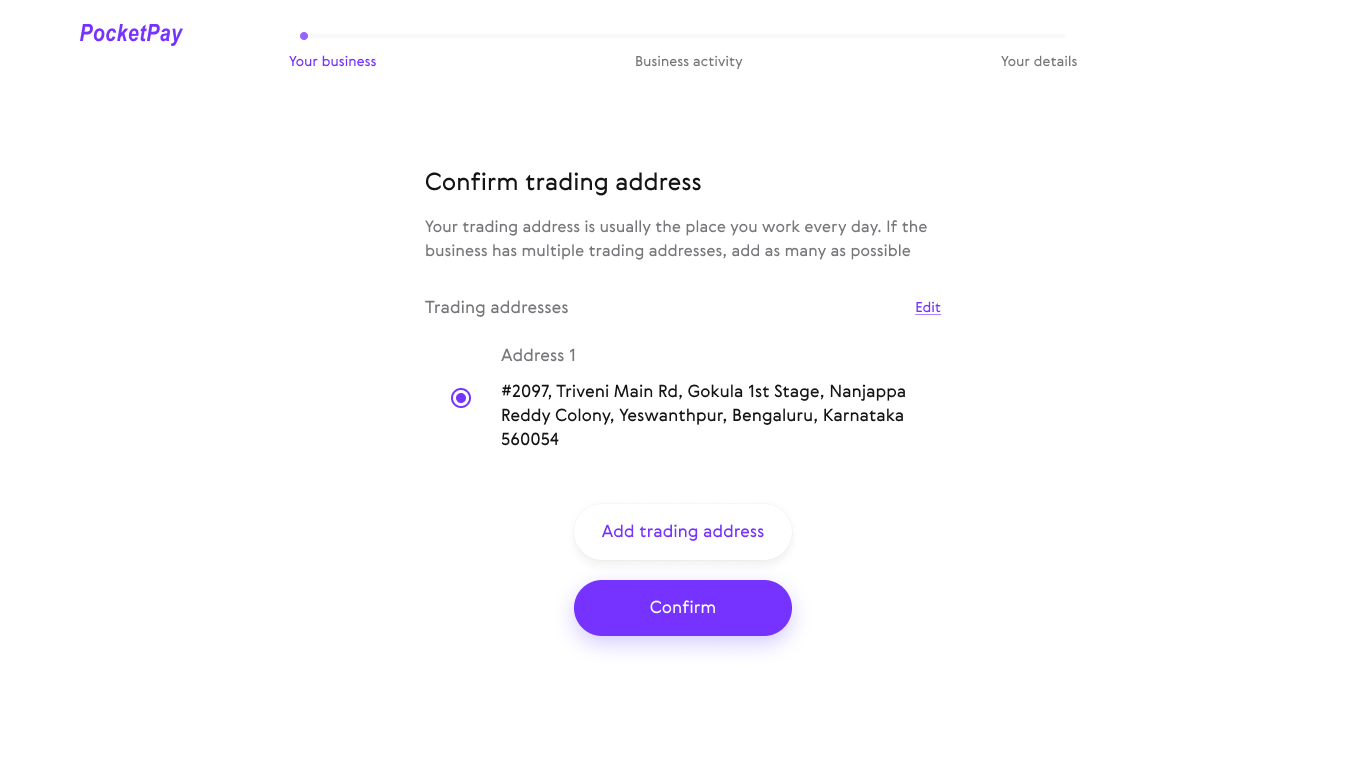 PocketPay
Your business
Business activity
Your details
Confirm trading address
Your trading address is usually the place you work every day. If the
business has multiple trading addresses, add as many as possible
Trading addresses
Edit
Address 1
#2097, Triveni Main Rd, Gokula 1st Stage, Nanjappa
Reddy Colony, Yeswanthpur, Bengaluru, Karnataka
560054
Add trading address
Confirm